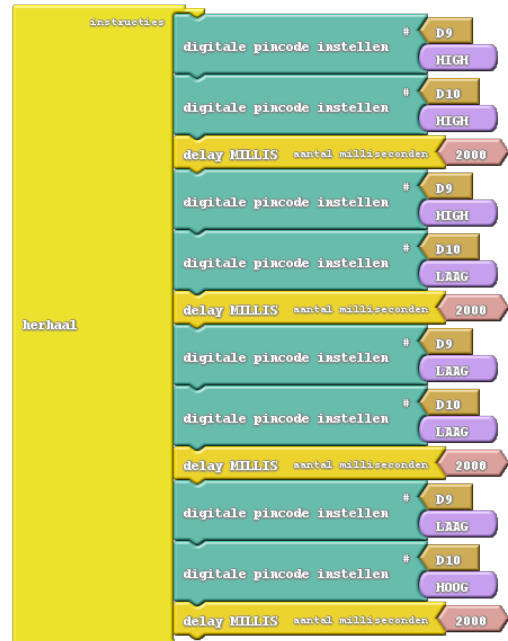 instructies
# D9
digitale pincode instellen
HIGH
# D10
digitale pincode instellen
HIGH
delay MILLIS aantal milliseconden 2000
# D9
digitale pincode instellen
HIGH
# D10
digitale pincode instellen
LAAG
delay MILLIS aantal milliseconden 2000
herhaal
# D9
digitale pincode instellen
LAAG
# D10
digitale pincode instellen
LAAG
delay MILLIS aantal milliseconden 2000
# D9
digitale pincode instellen
LAAG
# D10
digitale pincode instellen
HOOG
delay MILLIS aantal milliseconden 2000